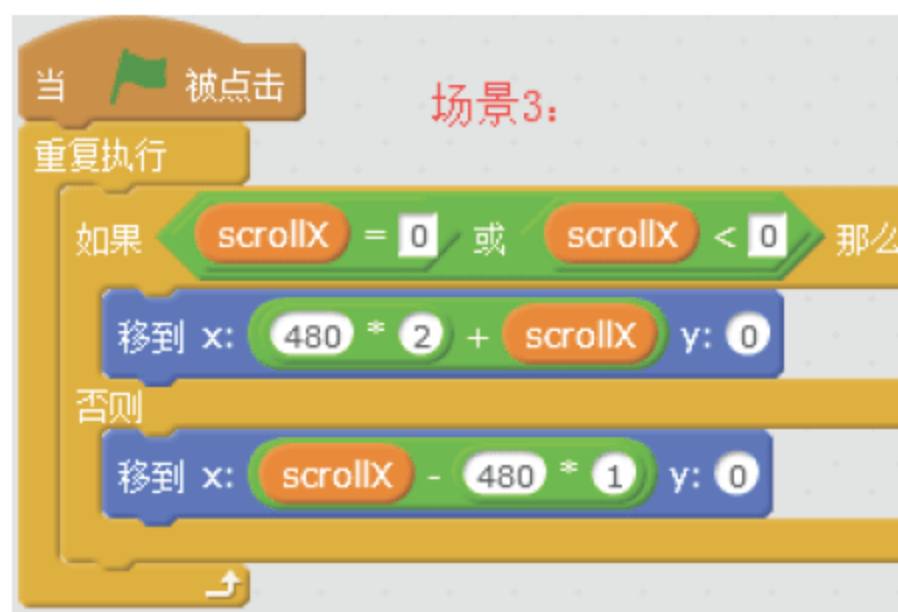 当 被点击
场景3：
重复执行
如果 scrollX = 0 或 scrollX < 0 那么
移到 x: 480 * 2 + scrollX y: 0
否则
移到 x: scrollX - 480 * 1 y: 0